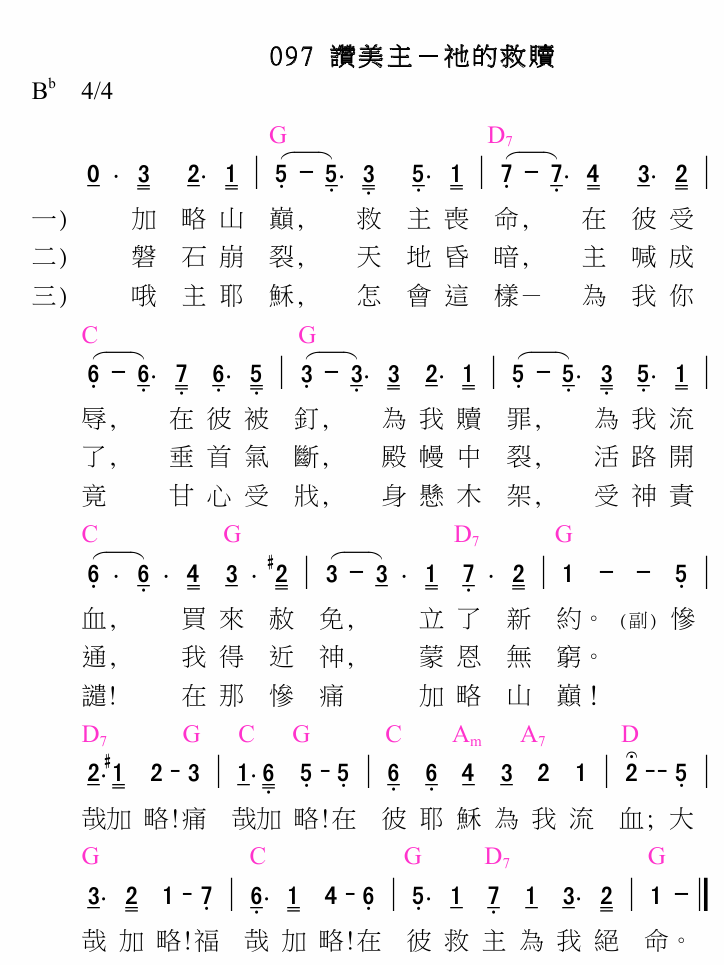 097 讚美主－祂的救贖
B♭ 4/4
G D7
0 . 3 2. 1 | 5 － 5. 3 5. 1 | 7 － 7. 4 3. 2 |
一) 加 略 山 巔, 救 主 喪 命, 在 彼 受
二) 磐 石 崩 裂, 天 地 昏 暗, 主 喊 成
三) 哦 主 耶 穌, 怎 會 這 樣－ 為 我 你
C G
6 － 6. 7 6. 5 | 3 － 3. 3 2. 1 | 5 － 5. 3 5. 1 |
辱, 在 彼 被 釘, 為 我 贖 罪, 為 我 流
了, 垂 首 氣 斷, 殿 幔 中 裂, 活 路 開
竟 甘 心 受 戕, 身 懸 木 架, 受 神 責
C G D7 G
6 . 6 . 4 3 . #2 | 3 － 3 . 1 7 . 2 | 1 － － 5 |
血, 買 來 赦 免, 立 了 新 約。 (副) 慘
通, 我 得 近 神, 蒙 恩 無 窮。
譴! 在 那 慘 痛 加 略 山 巔!
D7 G C G C Am A7 D
2. #1 2 - 3 | 1. 6 5 - 5 | 6 6 4 3 2 1 | 2 -- 5 |
哉加 略!痛 哉加 略!在 彼 耶 穌 為 我 流 血; 大
G C G D7 G
3. 2 1 - 7 | 6. 1 4 - 6 | 5. 1 7 1 3. 2 | 1 － ‖
哉 加 略!福 哉 加 略!在 彼 救 主 為 我 絕 命。